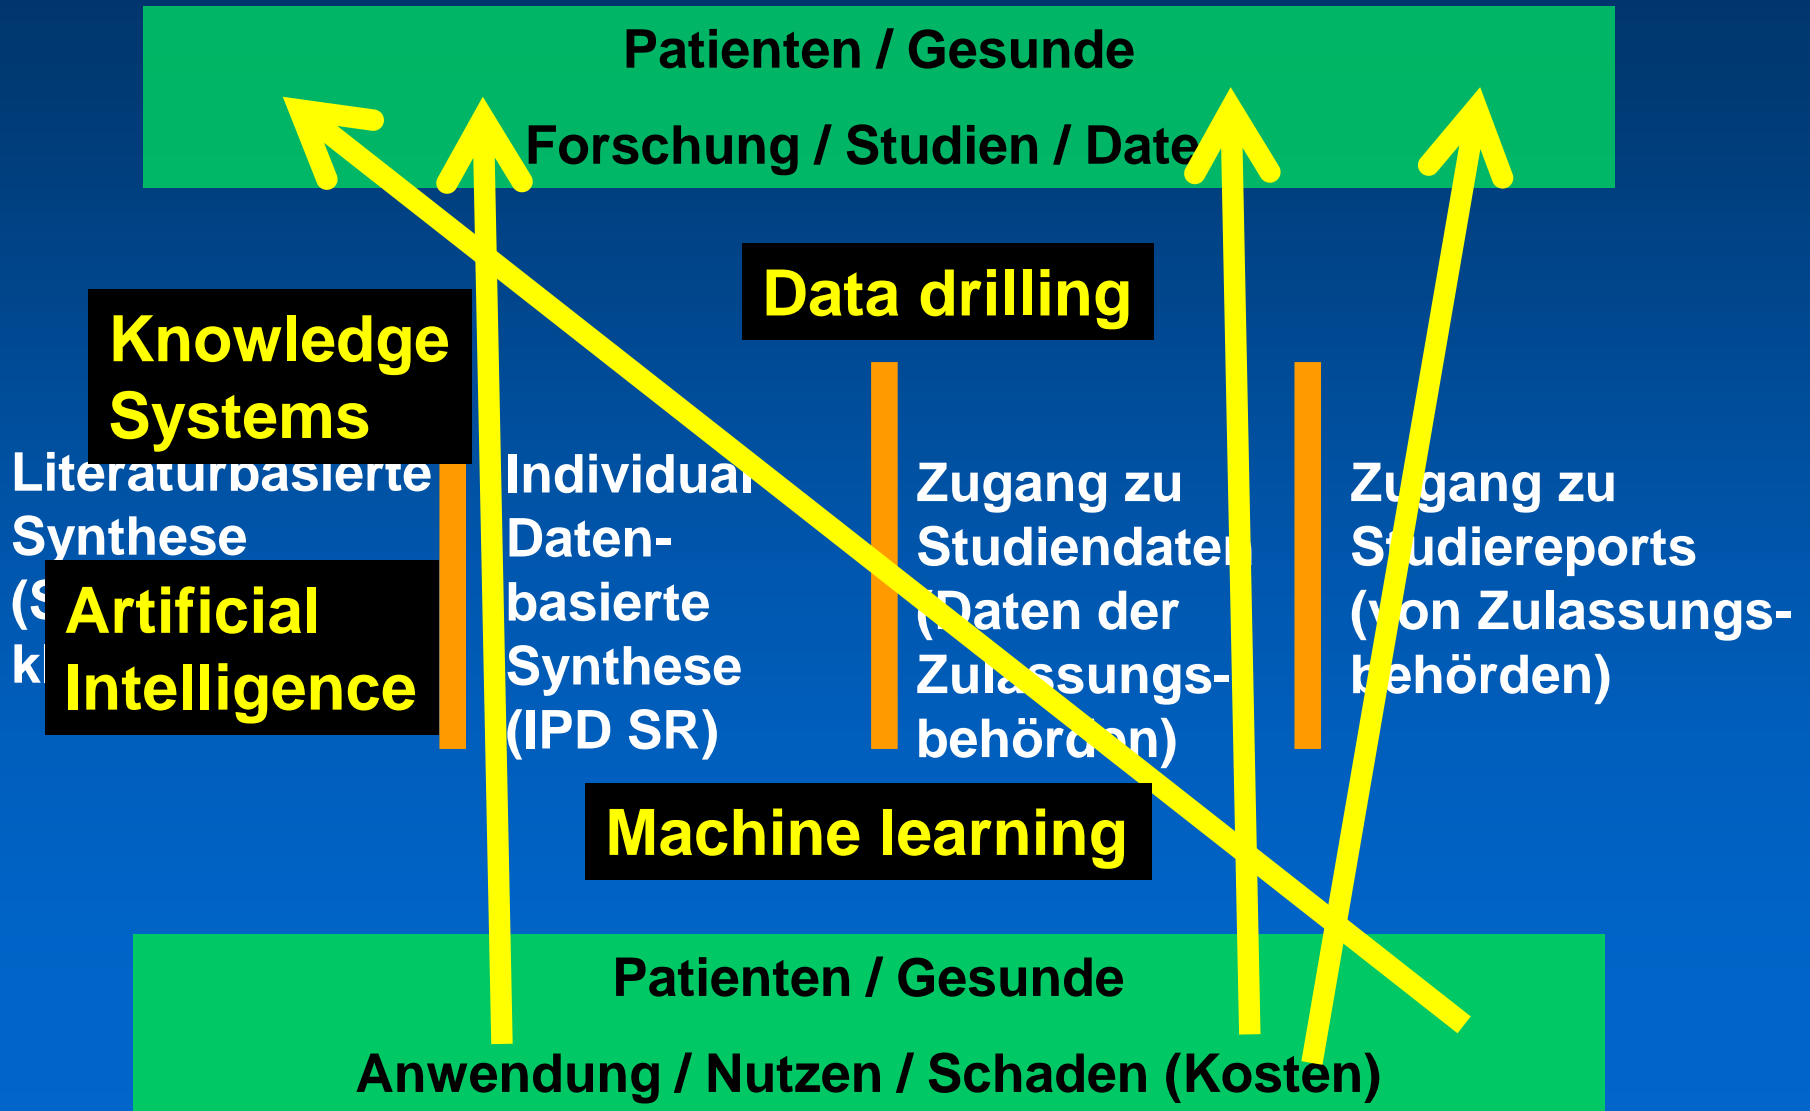 Patienten / Gesunde
Forschung / Studien / Date
Data drilling
Knowledge
Systems
Literaturbasierte
Synthese
Artificial
Intelligence
Individual
Daten-
basierte
Synthese
(IPD SR)
Zugang zu
Studiendaten
(Daten der
Zulassungs-
behörden)
Zugang zu
Studiereports
(von Zulassungs-
behörden)
Machine learning
Patienten / Gesunde
Anwendung / Nutzen / Schaden (Kosten)